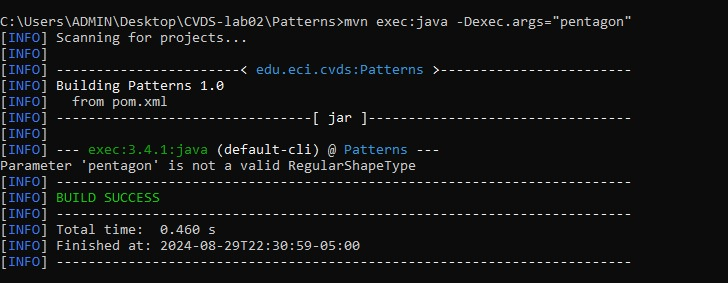 C:\Users\ADMIN\Desktop\CVDS-lab02\Patterns>mvn exec:java -Dexec.args="pentagon"
[INFO] Scanning for projects...
[INFO]
[INFO] -----------------------< edu.eci.cvds:Patterns >------------------------
[INFO] Building Patterns 1.0
[INFO]   from pom.xml
[INFO] --------------------------------[ jar ]---------------------------------
[INFO]
[INFO] --- exec:3.4.1:java (default-cli) @ Patterns ---
Parameter 'pentagon' is not a valid RegularShapeType
[INFO] ------------------------------------------------------------------------
[INFO] BUILD SUCCESS
[INFO] ------------------------------------------------------------------------
[INFO] Total time:  0.460 s
[INFO] Finished at: 2024-08-29T22:30:59-05:00
[INFO] ------------------------------------------------------------------------